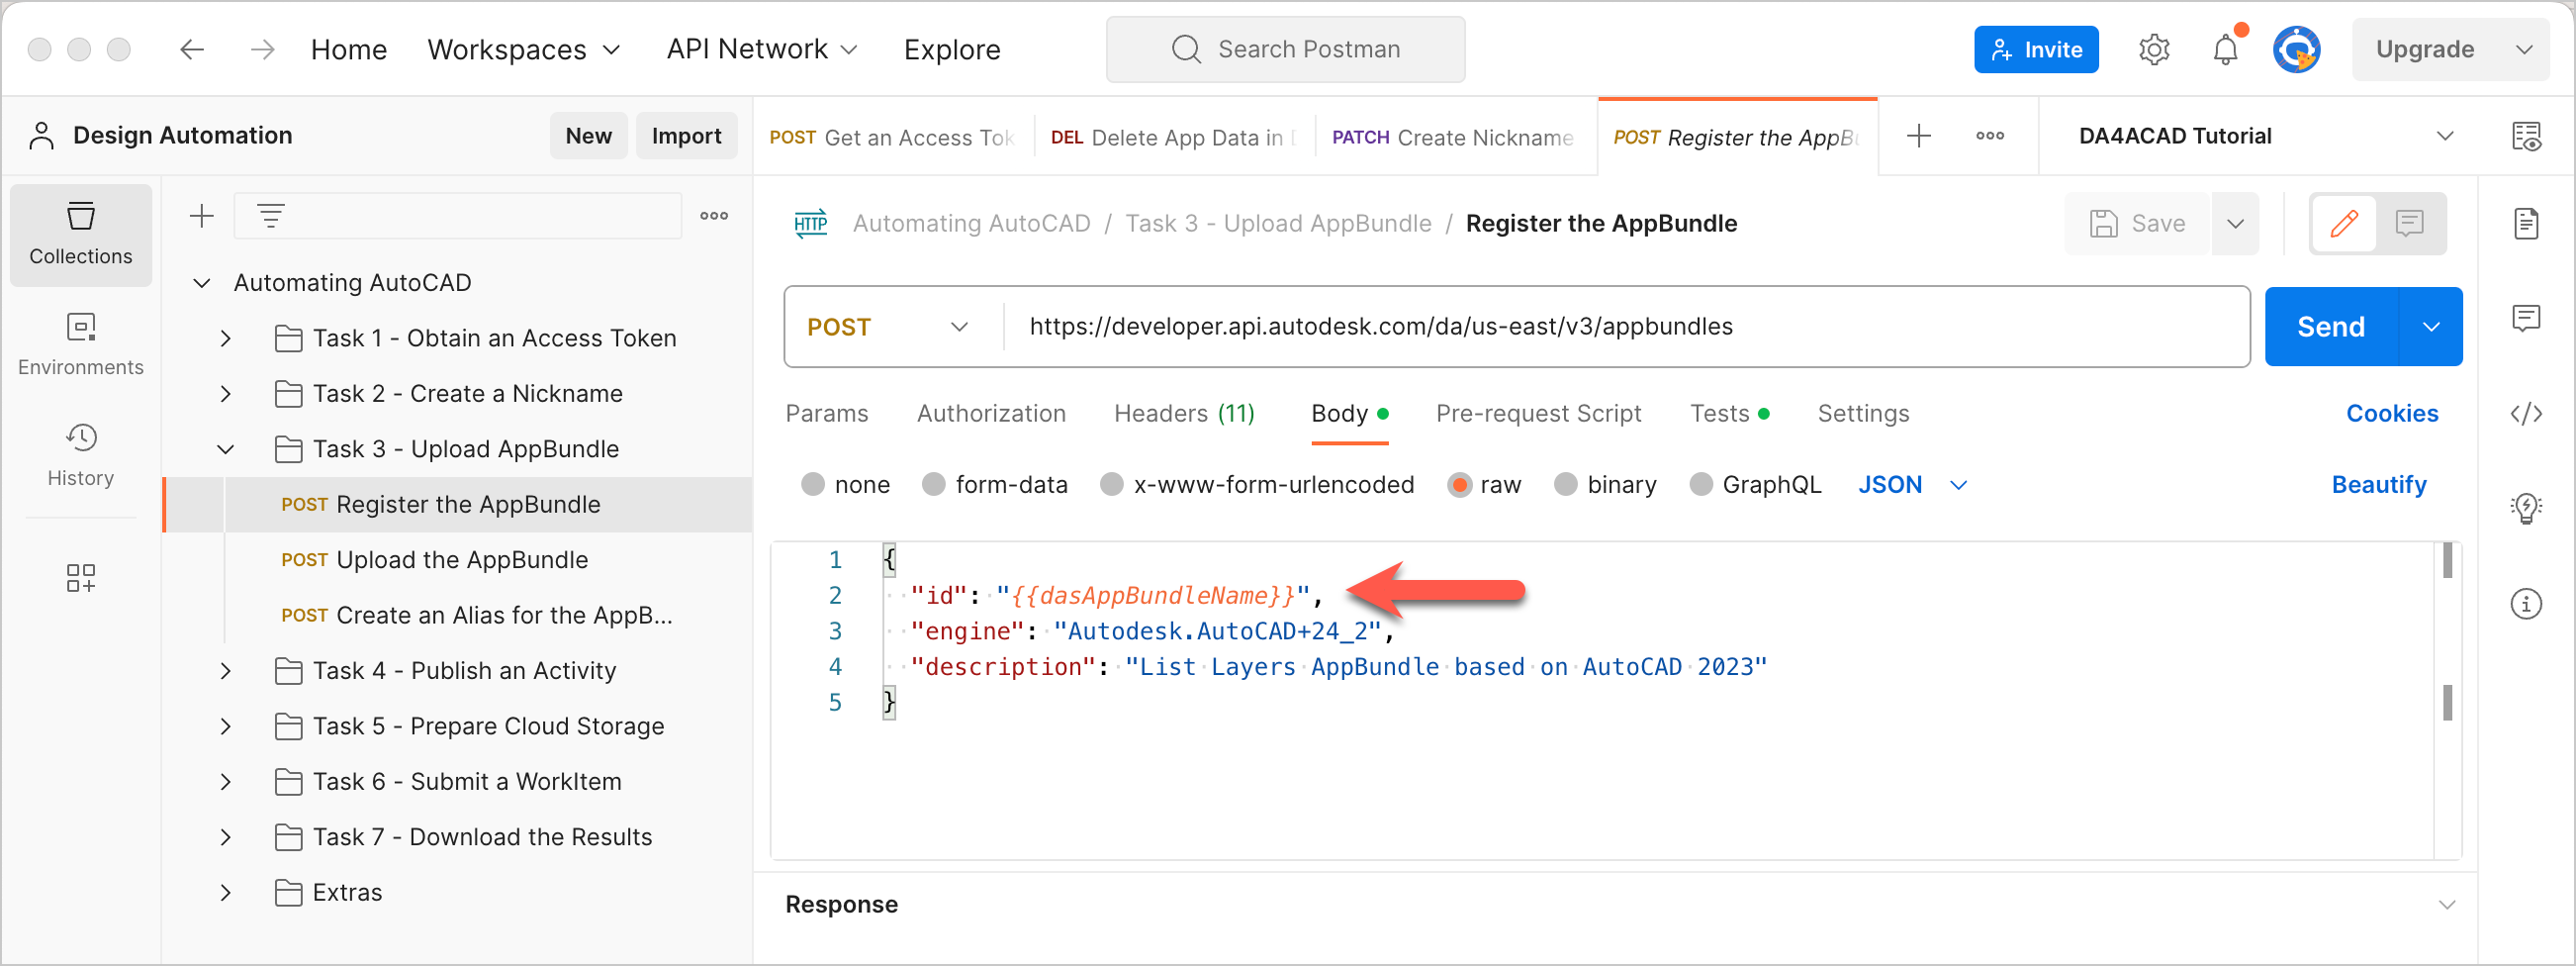 Home Workspaces API Network Explore Search Postman Invite Upgrade
Design Automation New Import
POST Get an Access Tok DEL Delete App Data in POST PATCH Create Nickname POST Register the AppBu DA4ACAD Tutorial
Collections
Environments
History
Automating AutoCAD
Task 1 - Obtain an Access Token
Task 2 - Create a Nickname
Task 3 - Upload AppBundle
POST Register the AppBundle
POST Upload the AppBundle
POST Create an Alias for the AppB...
Task 4 - Publish an Activity
Task 5 - Prepare Cloud Storage
Task 6 - Submit a WorkItem
Task 7 - Download the Results
Extras
HTTP Automating AutoCAD / Task 3 - Upload AppBundle / Register the AppBundle Save
POST https://developer.api.autodesk.com/da/us-east/v3/appbundles Send
Params Authorization Headers (11) Body Pre-request Script Tests Settings Cookies
none form-data x-www-form-urlencoded raw binary GraphQL JSON Beautify
1 {
2 "id": "{{dasAppBundleName}}",
3 "engine": "Autodesk.AutoCAD+24_2",
4 "description": "List Layers AppBundle based on AutoCAD 2023"
5 }
Response